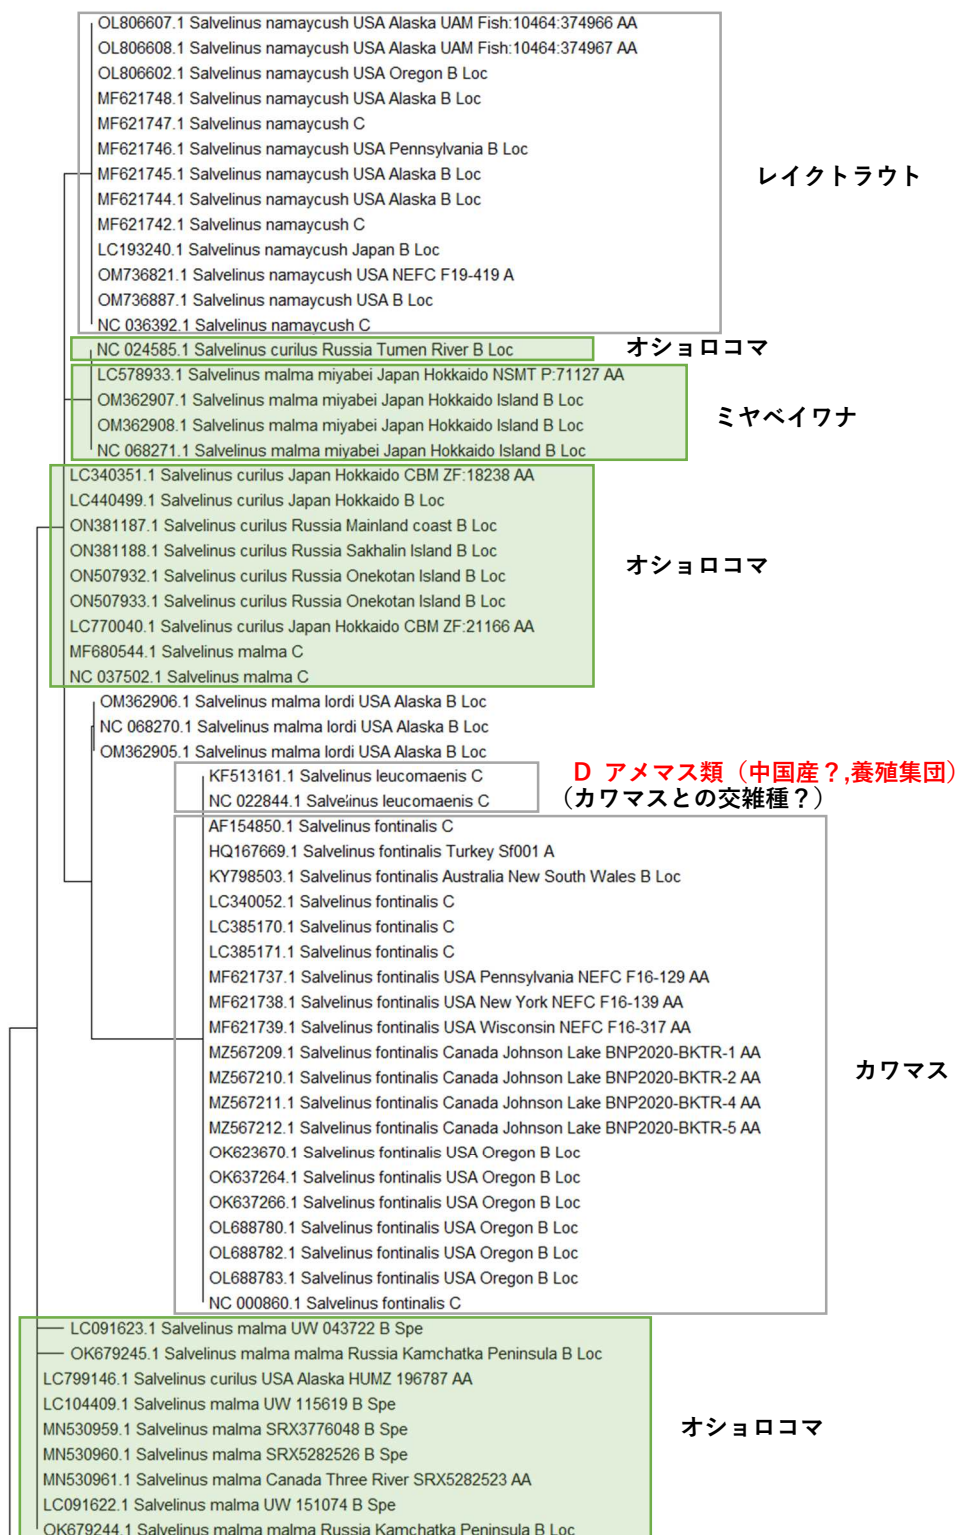 OL806607.1 Salvelinus namaycush USA Alaska UAM Fish:10464:374966 AA
OL806608.1 Salvelinus namaycush USA Alaska UAM Fish:10464:374967 AA
OL806602.1 Salvelinus namaycush USA Oregon B Loc
MF621748.1 Salvelinus namaycush USA Alaska B Loc
MF621747.1 Salvelinus namaycush C
MF621746.1 Salvelinus namaycush USA Pennsylvania B Loc
MF621745.1 Salvelinus namaycush USA Alaska B Loc
レイクトラウト
MF621744.1 Salvelinus namaycush USA Alaska B Loc
MF621742.1 Salvelinus namaycush C
LC193240.1 Salvelinus namaycush Japan B Loc
OM736821.1 Salvelinus namaycush USA NEFC F19-419 A
OM736887.1 Salvelinus namaycush USA B Loc
NC 036392.1 Salvelinus namaycush C
NC 024585.1 Salvelinus curilus Russia Tumen River B Loc
オショロコマ
LC578933.1 Salvelinus malma miyabei Japan Hokkaido NSMT P:71127 AA
OM362907.1 Salvelinus malma miyabei Japan Hokkaido Island B Loc
ミヤベイワナ
OM362908.1 Salvelinus malma miyabei Japan Hokkaido Island B Loc
NC 068271.1 Salvelinus malma miyabei Japan Hokkaido Island B Loc
LC340351.1 Salvelinus curilus Japan Hokkaido CBM ZF:18238 AA
LC440499.1 Salvelinus curilus Japan Hokkaido B Loc
ON381187.1 Salvelinus curilus Russia Mainland coast B Loc
ON381188.1 Salvelinus curilus Russia Sakhalin Island B Loc
オショロコマ
ON507932.1 Salvelinus curilus Russia Onekotan Island B Loc
ON507933.1 Salvelinus curilus Russia Onekotan Island B Loc
LC770040.1 Salvelinus curilus Japan Hokkaido CBM ZF:21166 AA
MF680544.1 Salvelinus malma C
NC 037502.1 Salvelinus malma C
OM362906.1 Salvelinus malma lordi USA Alaska B Loc
NC 068270.1 Salvelinus malma lordi USA Alaska B Loc
OM362905.1 Salvelinus malma lordi USA Alaska B Loc
KF513161.1 Salvelinus leucomaenis C
D アメマス類（中国産？,養殖集団）
NC 022844.1 Salvelinus leucomaenis C
（カワマスとの交雑種？）
AF154850.1 Salvelinus fontinalis C
HQ167669.1 Salvelinus fontinalis Turkey Sf001 A
KY798503.1 Salvelinus fontinalis Australia New South Wales B Loc
LC340052.1 Salvelinus fontinalis C
LC385170.1 Salvelinus fontinalis C
LC385171.1 Salvelinus fontinalis C
MF621737.1 Salvelinus fontinalis USA Pennsylvania NEFC F16-129 AA
MF621738.1 Salvelinus fontinalis USA New York NEFC F16-139 AA
MF621739.1 Salvelinus fontinalis USA Wisconsin NEFC F16-317 AA
MZ567209.1 Salvelinus fontinalis Canada Johnson Lake BNP2020-BKTR-1 AA
カワマス
MZ567210.1 Salvelinus fontinalis Canada Johnson Lake BNP2020-BKTR-2 AA
MZ567211.1 Salvelinus fontinalis Canada Johnson Lake BNP2020-BKTR-4 AA
MZ567212.1 Salvelinus fontinalis Canada Johnson Lake BNP2020-BKTR-5 AA
OK623670.1 Salvelinus fontinalis USA Oregon B Loc
OK637264.1 Salvelinus fontinalis USA Oregon B Loc
OK637266.1 Salvelinus fontinalis USA Oregon B Loc
OL688780.1 Salvelinus fontinalis USA Oregon B Loc
OL688782.1 Salvelinus fontinalis USA Oregon B Loc
OL688783.1 Salvelinus fontinalis USA Oregon B Loc
NC 000860.1 Salvelinus fontinalis C
LC091623.1 Salvelinus malma UW 043722 B Spe
OK679245.1 Salvelinus malma malma Russia Kamchatka Peninsula B Loc
LC799146.1 Salvelinus curilus USA Alaska HUMZ 196787 AA
LC104409.1 Salvelinus malma UW 115619 B Spe
オショロコマ
MN530959.1 Salvelinus malma SRX3776048 B Spe
MN530960.1 Salvelinus malma SRX5282526 B Spe
MN530961.1 Salvelinus malma Canada Three River SRX5282523 AA
LC091622.1 Salvelinus malma UW 151074 B Spe
OK679244.1 Salvelinus malma malma Russia Kamchatka Peninsula B Loc